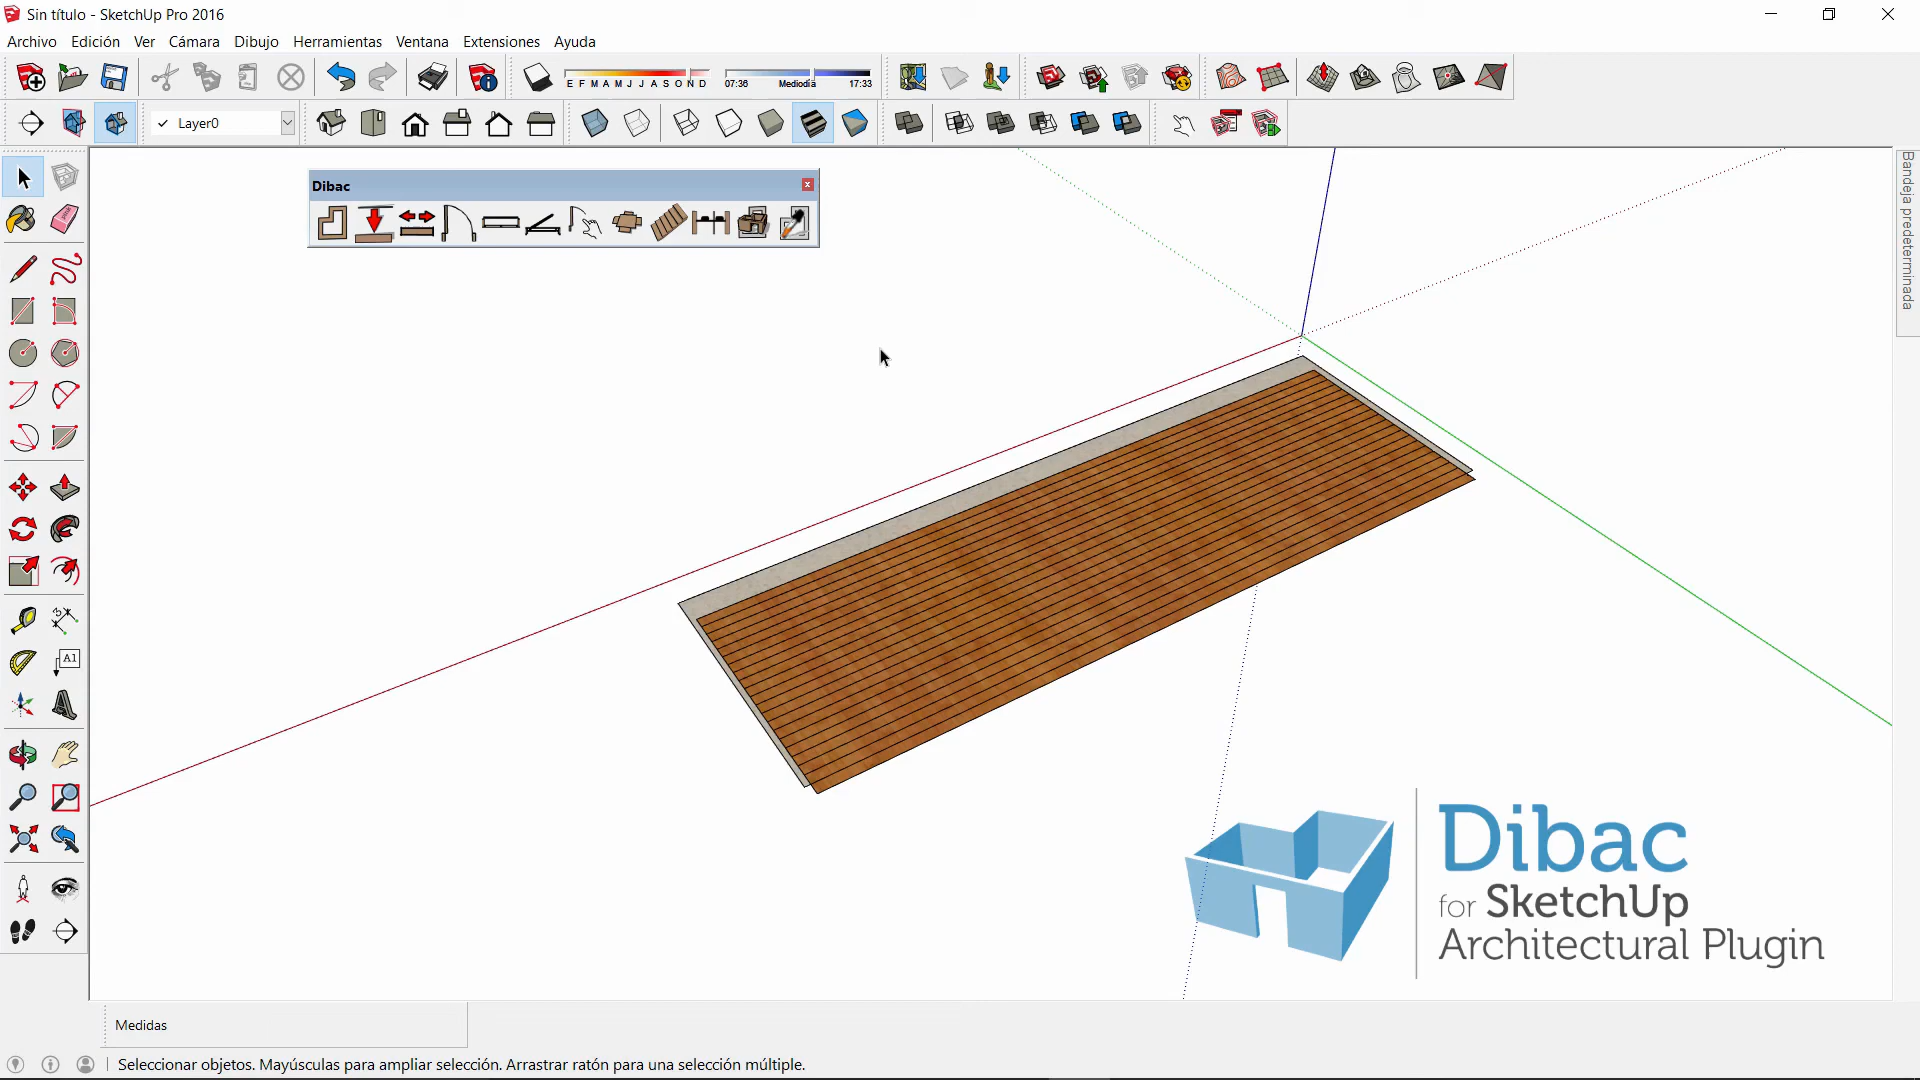 Sin título - SketchUp Pro 2016
Archivo Edición Ver Cámara Dibujo Herramientas Ventana Extensiones Ayuda
E F M A M J J A S O N D
07:36 Mediodía 17:33
Layer0
Bandeja predeterminada
Dibac
A1
Dibac
for SketchUp
Architectural Plugin
Medidas
Seleccionar objetos. Mayúsculas para ampliar selección. Arrastrar ratón para una selección múltiple.